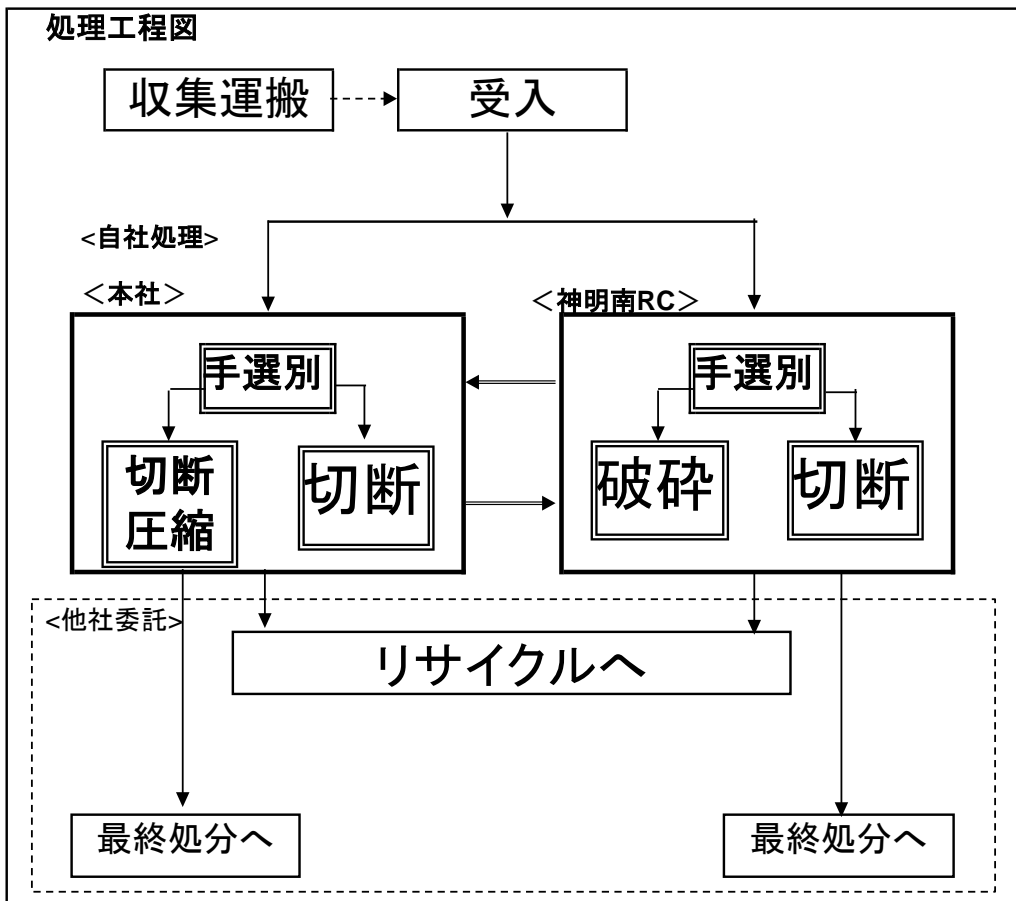 処理工程図
収集運搬
受入
<自社処理>
＜本社＞
＜神明南RC＞
手選別
手選別
切断
圧縮
切断
破砕
切断
<他社委託>
リサイクルへ
最終処分へ
最終処分へ